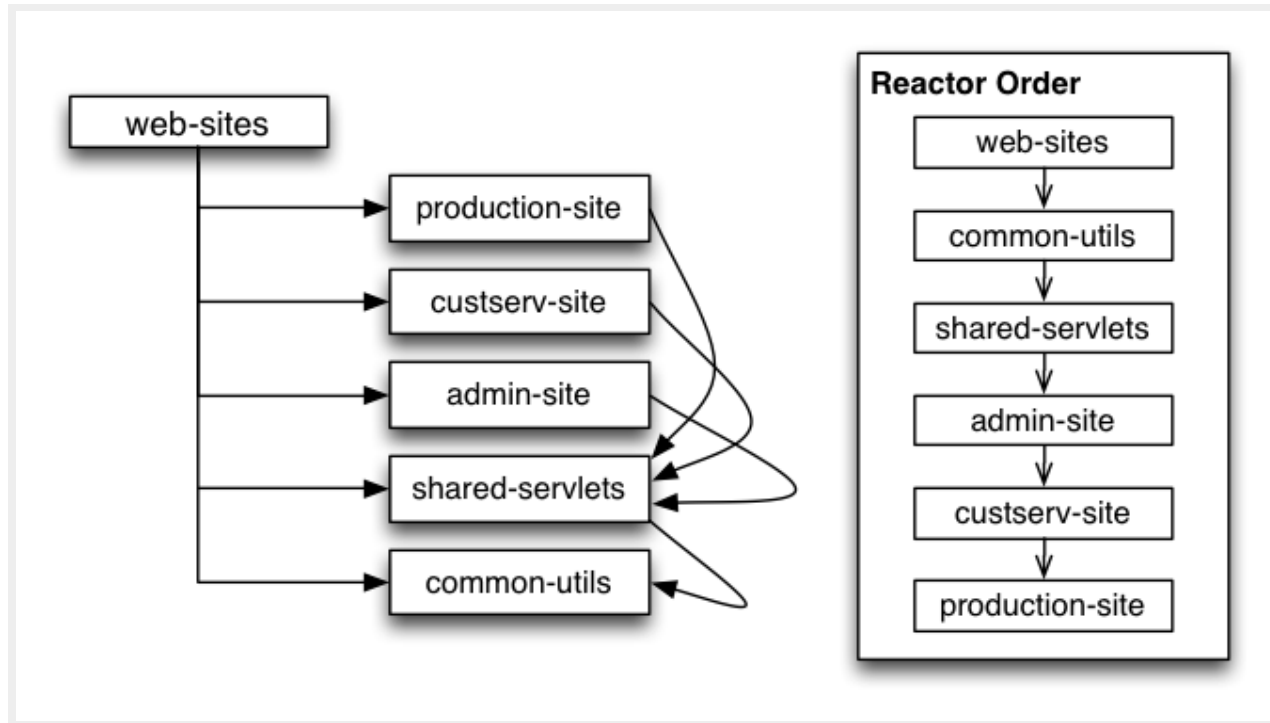 web-sites
production-site
custserv-site
admin-site
shared-servlets
common-utils
Reactor Order
web-sites
common-utils
shared-servlets
admin-site
custserv-site
production-site